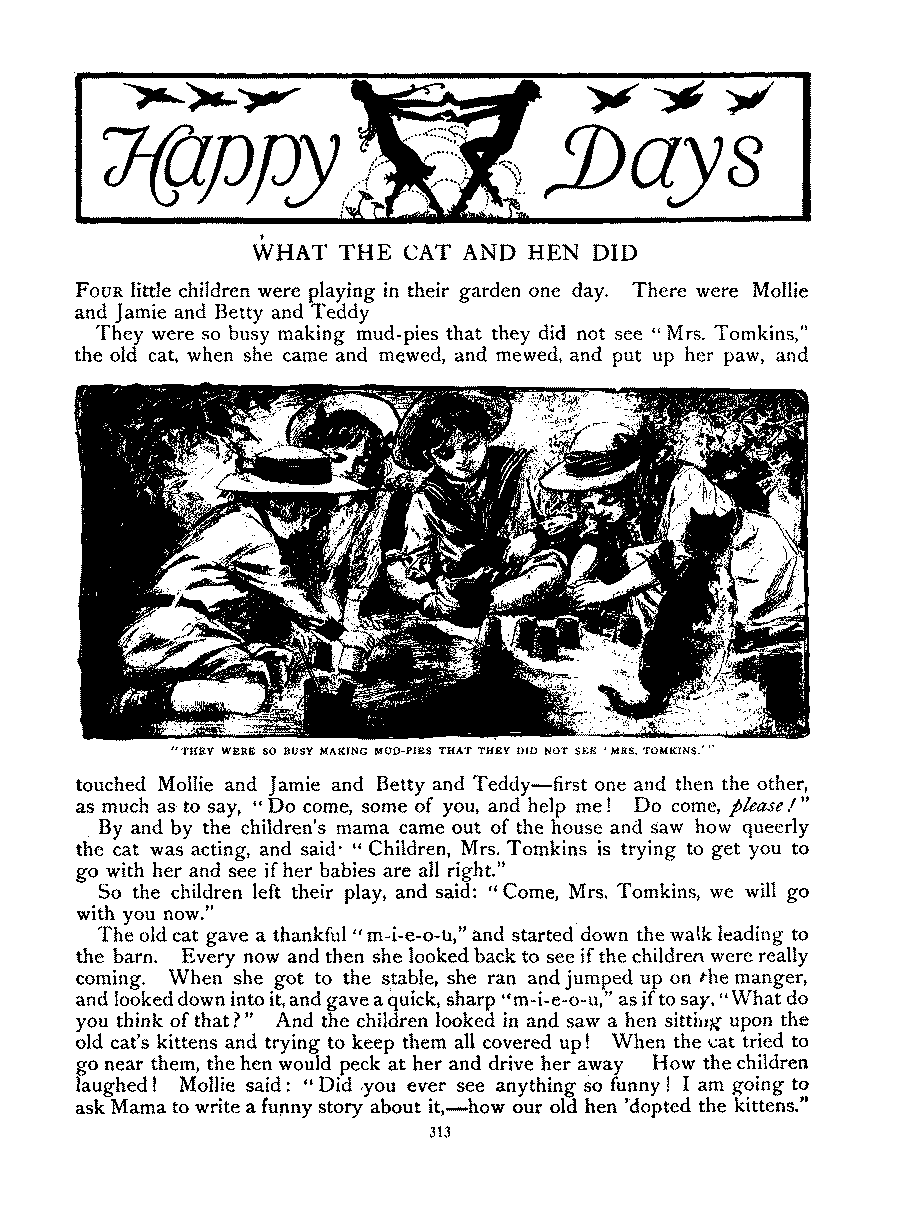 Happy Days
WHAT THE CAT AND HEN DID
FOUR little children were playing in their garden one day. There were Mollie
and Jamie and Betty and Teddy
They were so busy making mud-pies that they did not see "Mrs. Tomkins,"
the old cat, when she came and mewed, and mewed, and put up her paw, and
"THEY WERE SO BUSY MAKING MUD-PIES THAT THEY DID NOT SEE 'MRS. TOMKINS.'"
touched Mollie and Jamie and Betty and Teddy—first one and then the other,
as much as to say, "Do come, some of you, and help me! Do come, please!"
By and by the children's mama came out of the house and saw how queerly
the cat was acting, and said· "Children, Mrs. Tomkins is trying to get you to
go with her and see if her babies are all right."
So the children left their play, and said: "Come, Mrs. Tomkins, we will go
with you now."
The old cat gave a thankful "m-i-e-o-u," and started down the walk leading to
the barn. Every now and then she looked back to see if the children were really
coming. When she got to the stable, she ran and jumped up on the manger,
and looked down into it, and gave a quick, sharp "m-i-e-o-u," as if to say, "What do
you think of that?" And the children looked in and saw a hen sitting upon the
old cat's kittens and trying to keep them all covered up! When the cat tried to
go near them, the hen would peck at her and drive her away How the children
laughed! Mollie said: "Did you ever see anything so funny! I am going to
ask Mama to write a funny story about it,—how our old hen 'dopted the kittens."
313